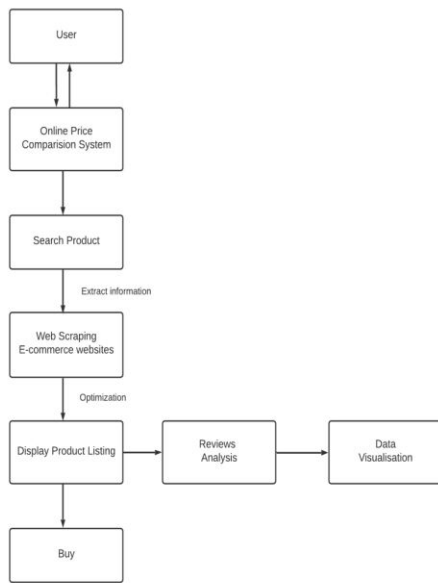 User
Online Price
Comparision System
Search Product
Extract information
Web Scraping
E-commerce websites
Optimization
Display Product Listing
Reviews
Analysis
Data
Visualisation
Buy